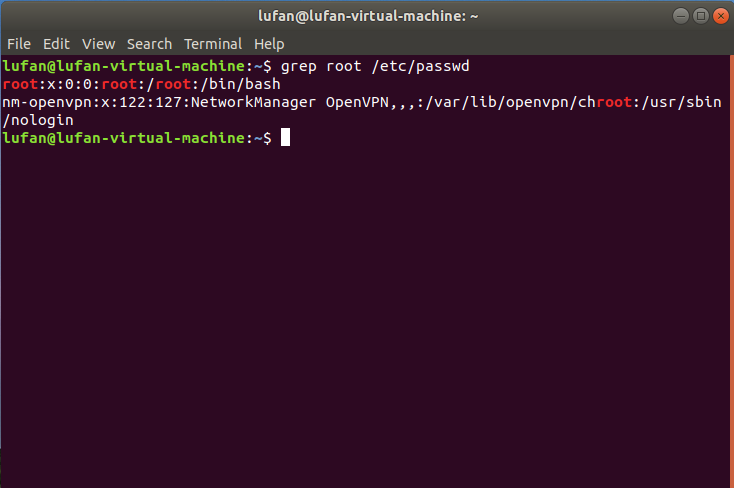 lufan@lufan-virtual-machine: ~
File Edit View Search Terminal Help
lufan@lufan-virtual-machine:~$ grep root /etc/passwd
root:x:0:0:root:/root:/bin/bash
nm-openvpn:x:122:127:NetworkManager OpenVPN,,,:/var/lib/openvpn/chroot:/usr/sbin
/nologin
lufan@lufan-virtual-machine:~$